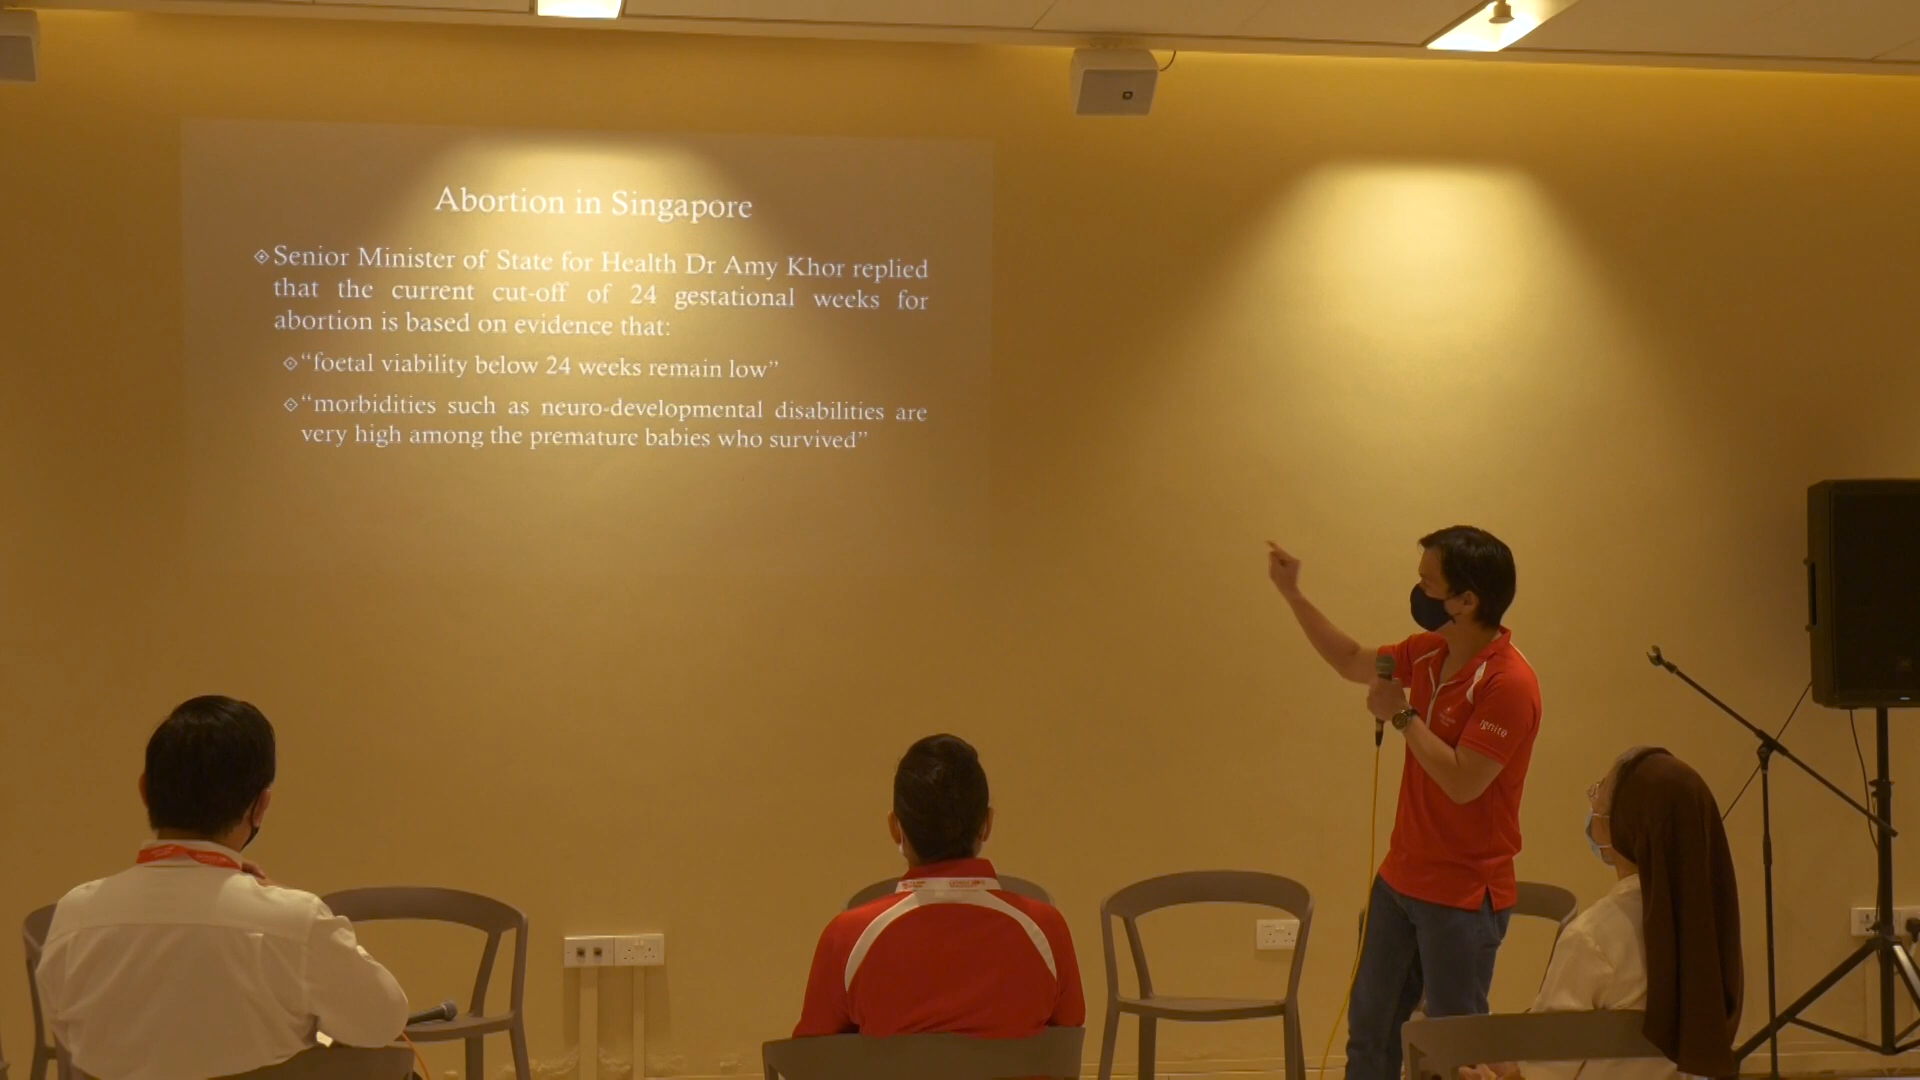 Abortion in Singapore
Senior Minister of State for Health Dr Amy Khor replied
that the current cut-off of 24 gestational weeks for
abortion is based on evidence that:
“foetal viability below 24 weeks remain low”
“morbidities such as neuro-developmental disabilities are
very high among the premature babies who survived”
ignite